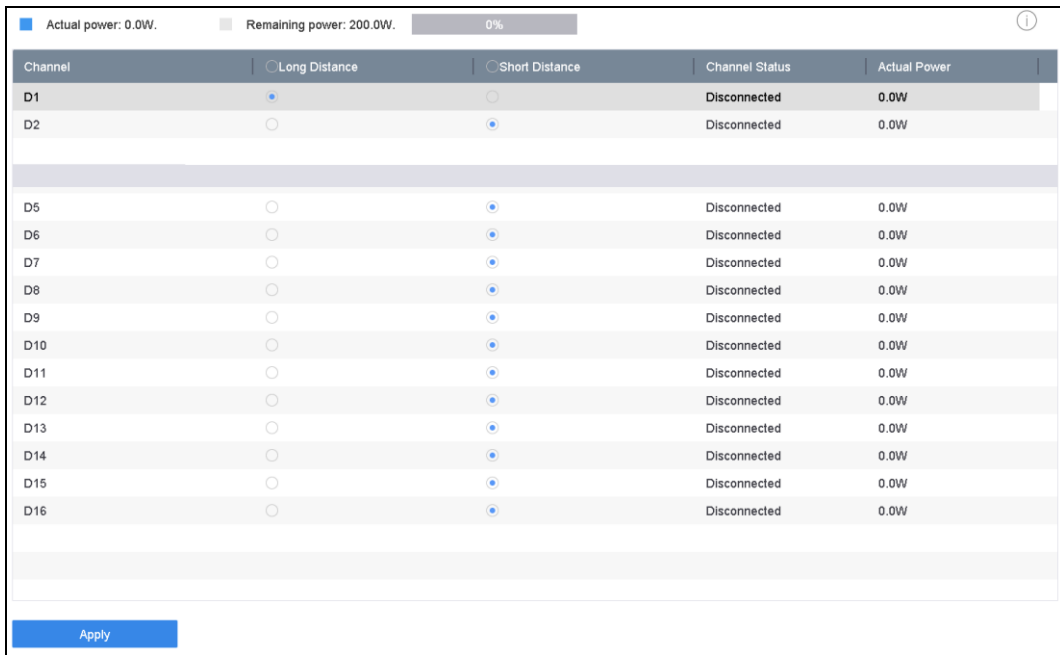 Actual power: 0.0W. Remaining power: 200.0W. 0%
Channel Long Distance Short Distance Channel Status Actual Power
D1 Disconnected 0.0W
D2 Disconnected 0.0W
D5 Disconnected 0.0W
D6 Disconnected 0.0W
D7 Disconnected 0.0W
D8 Disconnected 0.0W
D9 Disconnected 0.0W
D10 Disconnected 0.0W
D11 Disconnected 0.0W
D12 Disconnected 0.0W
D13 Disconnected 0.0W
D14 Disconnected 0.0W
D15 Disconnected 0.0W
D16 Disconnected 0.0W
Apply